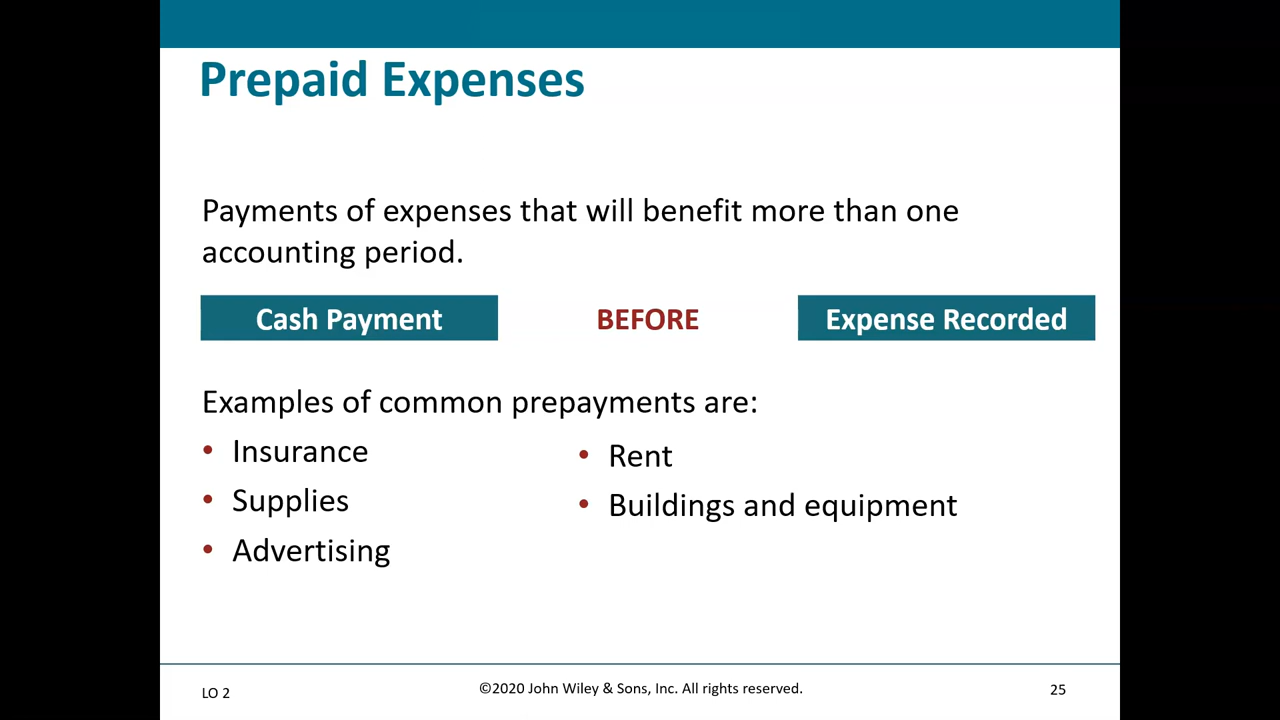 Prepaid Expenses
Payments of expenses that will benefit more than one
accounting period.
Cash Payment BEFORE Expense Recorded
Examples of common prepayments are:
• Insurance
• Supplies
• Advertising
• Rent
• Buildings and equipment
LO 2
©2020 John Wiley & Sons, Inc. All rights reserved.
25